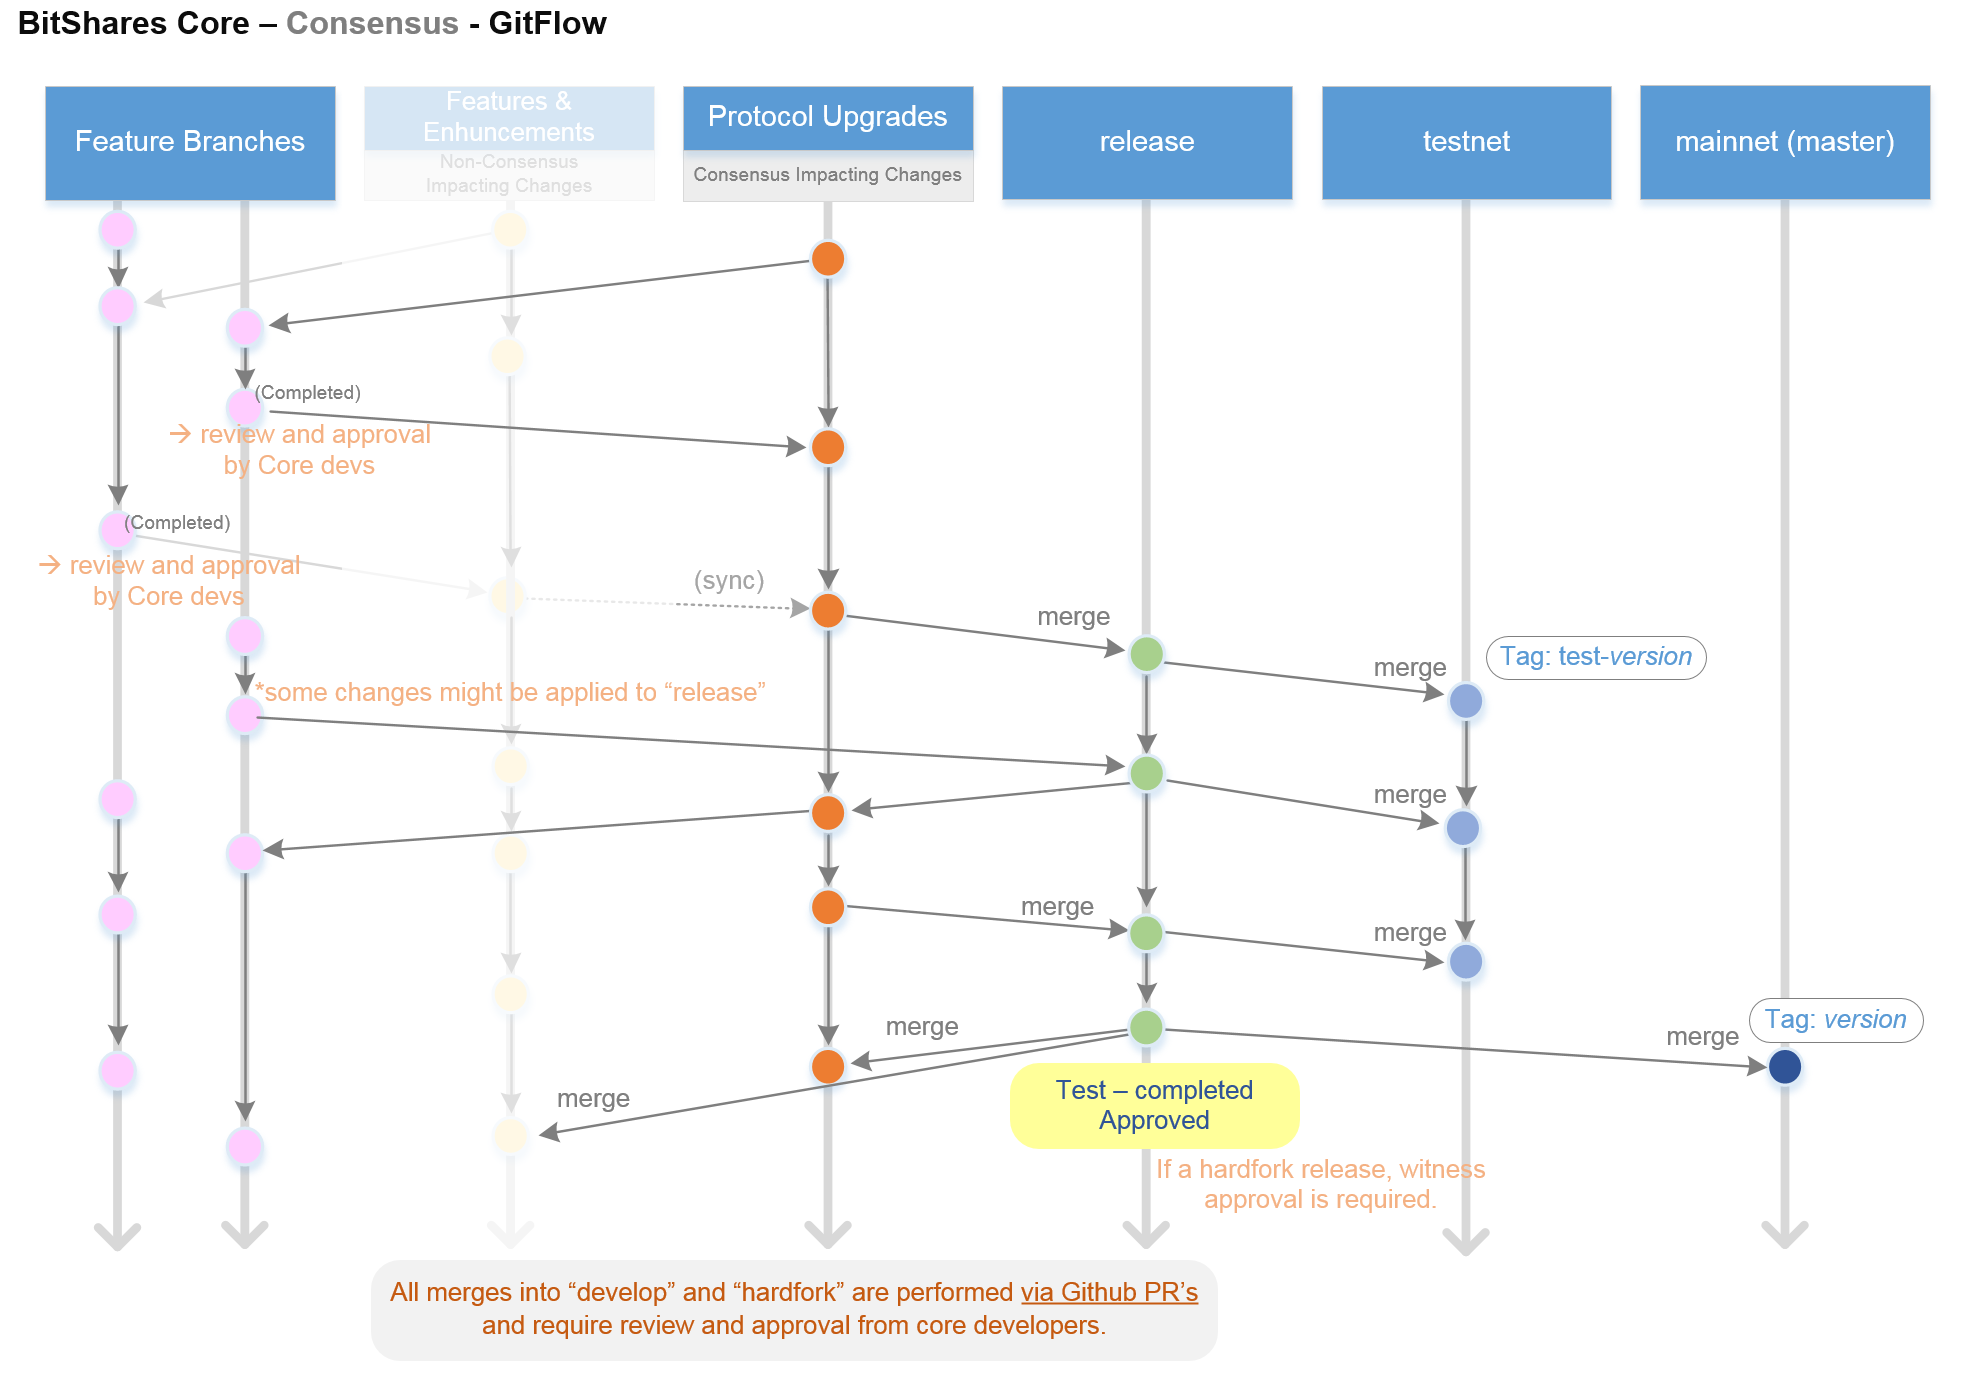 BitShares Core – Consensus - GitFlow
Feature Branches
Features &
Enhuncements
Non-Consensus
Impacting Changes
Protocol Upgrades
Consensus Impacting Changes
release
testnet
mainnet (master)
(Completed)
→ review and approval
by Core devs
(Completed)
→ review and approval
by Core devs
(sync)
merge
merge
Tag: test-version
*some changes might be applied to “release”
merge
merge
merge
merge
merge
Tag: version
merge
Test – completed
Approved
If a hardfork release, witness
approval is required.
All merges into “develop” and “hardfork” are performed via Github PR’s
and require review and approval from core developers.